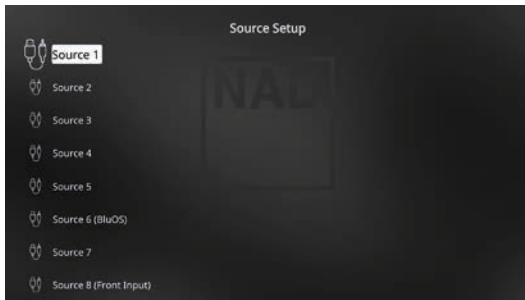 Source Setup
Source 1
NAD
Source 2
Source 3
Source 4
Source 5
Source 6 (BluOS)
Source 7
Source 8 (Front Input)